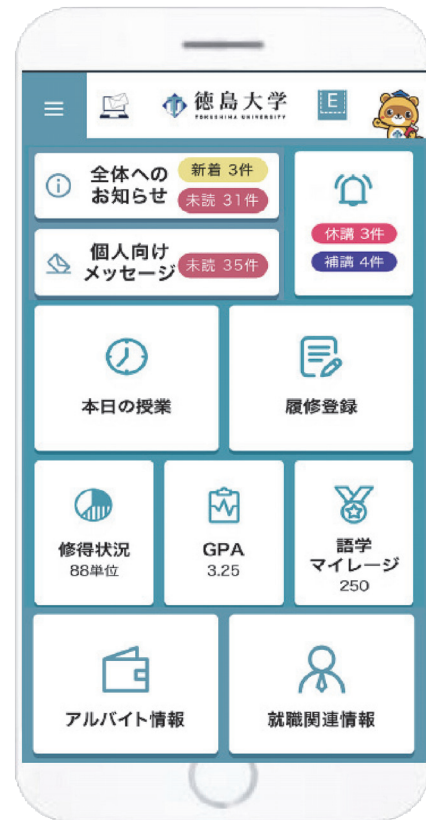 徳島大学
TOKUSHIMA UNIVERSITY
E
全体への
お知らせ
新着 3件
未読 31件
休講 3件
補講 4件
個人向け
メッセージ
未読 35件
本日の授業
履修登録
修得状況
88単位
GPA
3.25
語学
マイレージ
250
アルバイト情報
就職関連情報